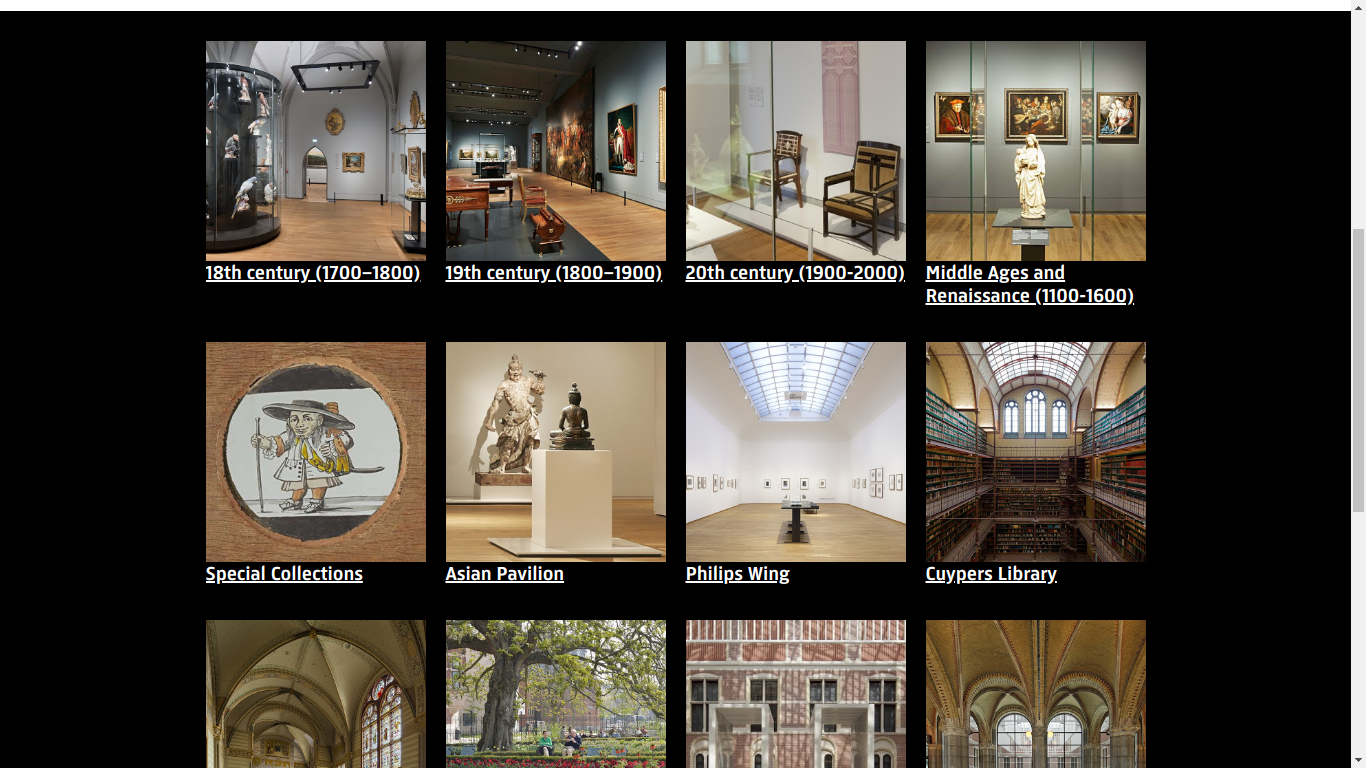 18th century (1700–1800)
19th century (1800–1900)
20th century (1900-2000)
Middle Ages and
Renaissance (1100-1600)
Special Collections
Asian Pavilion
Philips Wing
Cuypers Library